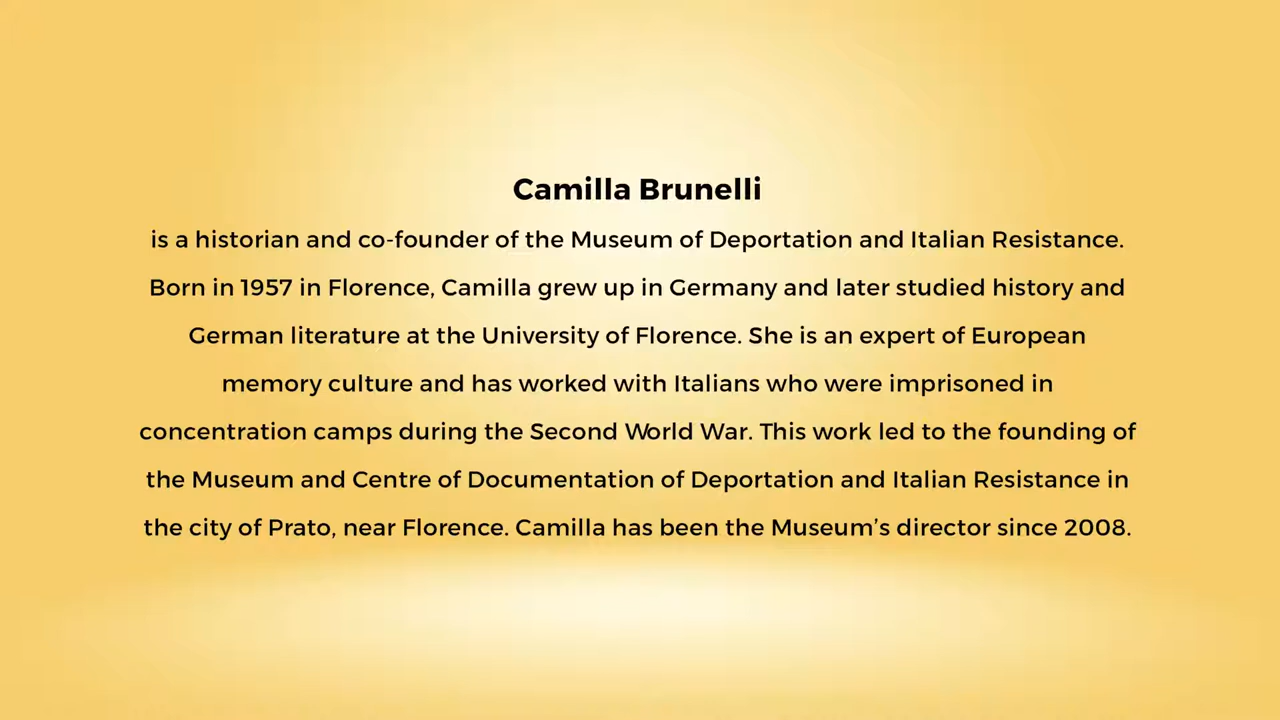 Camilla Brunelli
is a historian and co-founder of the Museum of Deportation and Italian Resistance.
Born in 1957 in Florence, Camilla grew up in Germany and later studied history and
German literature at the University of Florence. She is an expert of European
memory culture and has worked with Italians who were imprisoned in
concentration camps during the Second World War. This work led to the founding of
the Museum and Centre of Documentation of Deportation and Italian Resistance in
the city of Prato, near Florence. Camilla has been the Museum’s director since 2008.